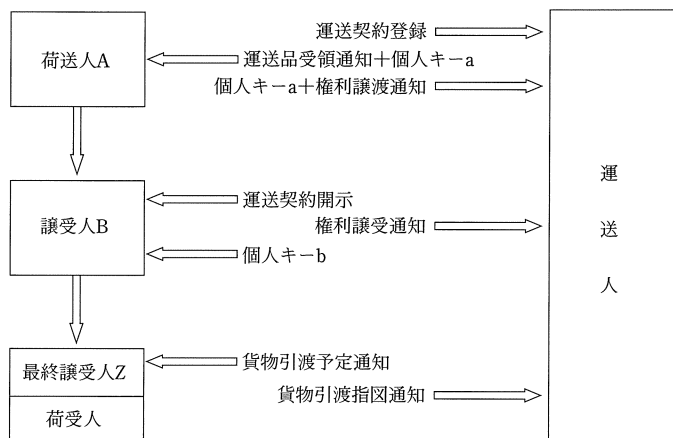 運送契約登録
荷送人A
運送品受領通知＋個人キーa
個人キーa＋権利譲渡通知
運送人
譲受人B
運送契約開示
権利譲受通知
個人キーb
最終譲受人Z
貨物引渡予定通知
貨物引渡指図通知
荷受人